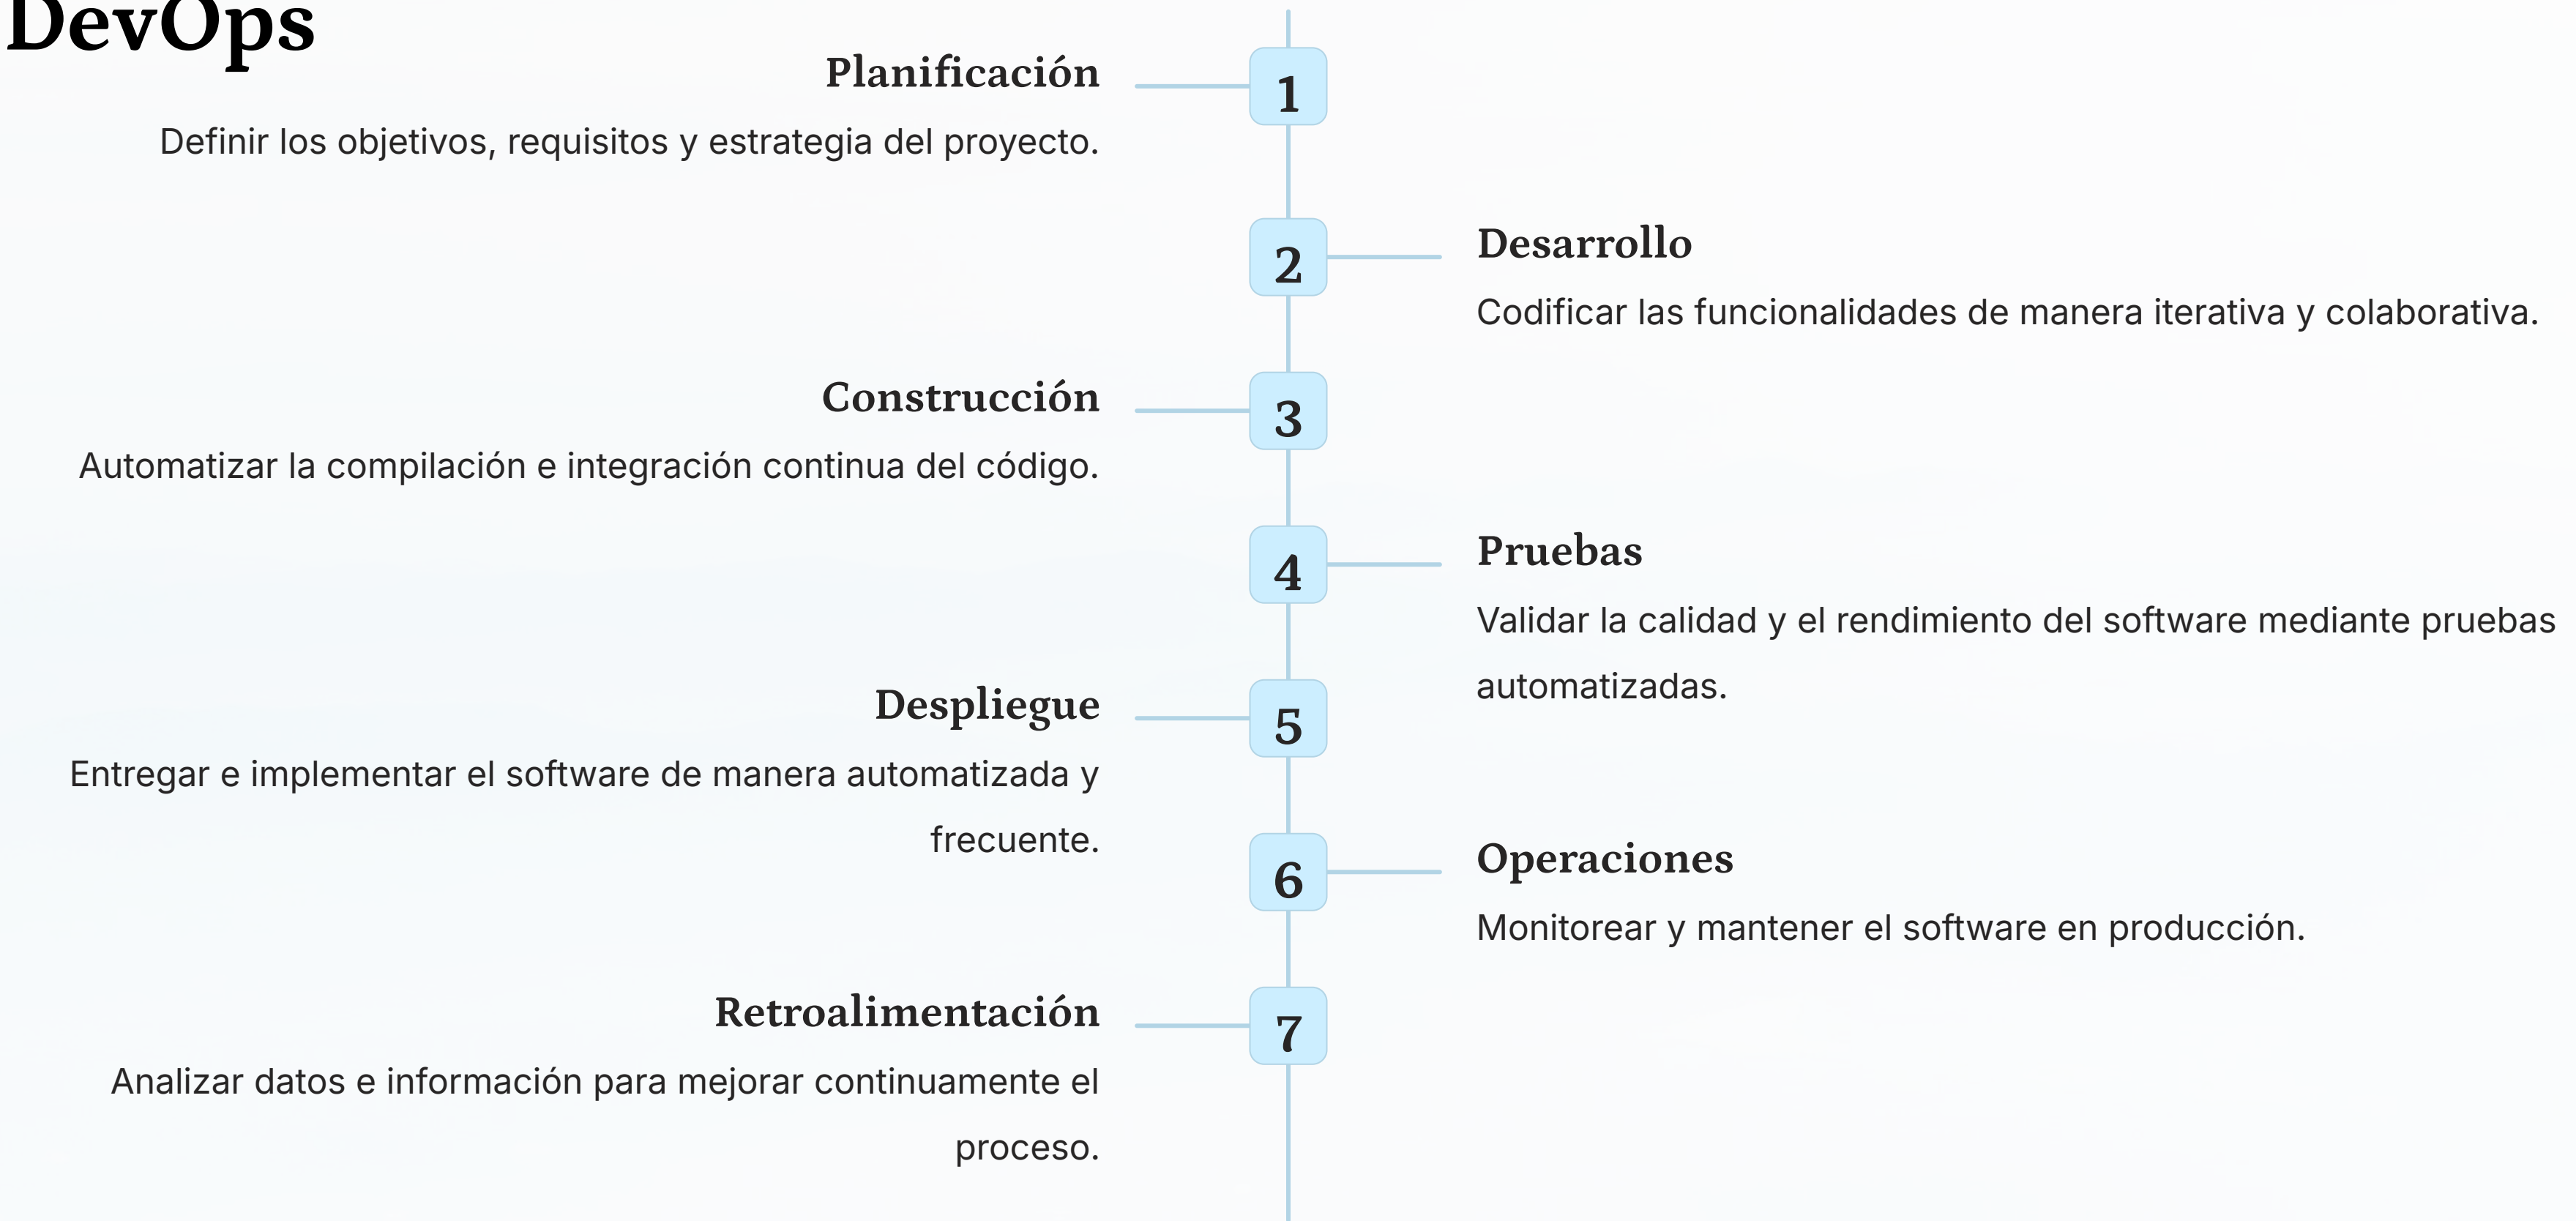 DevOps
Planificación
1
Definir los objetivos, requisitos y estrategia del proyecto.
2
Desarrollo
Codificar las funcionalidades de manera iterativa y colaborativa.
Construcción
3
Automatizar la compilación e integración continua del código.
4
Pruebas
Validar la calidad y el rendimiento del software mediante pruebas
automatizadas.
Despliegue
5
Entregar e implementar el software de manera automatizada y
frecuente.
6
Operaciones
Monitorear y mantener el software en producción.
Retroalimentación
7
Analizar datos e información para mejorar continuamente el
proceso.